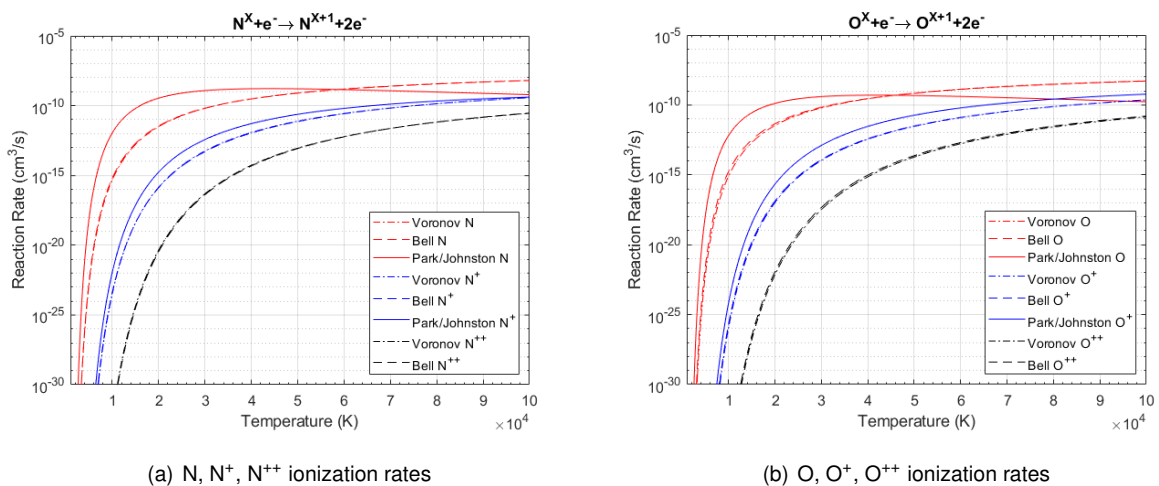 N^X+e^-→ N^{X+1}+2e^-
10^-5
10^-10
10^-15
10^-20
10^-25
10^-30
Reaction Rate (cm^3/s)
Voronov N
Bell N
Park/Johnston N
Voronov N^+
Bell N^+
Park/Johnston N^+
Voronov N^++
Bell N^++
1 2 3 4 5 6 7 8 9 10
Temperature (K)
×10^4
(a) N, N^+, N^++ ionization rates
O^X+e^-→ O^{X+1}+2e^-
10^-5
10^-10
10^-15
10^-20
10^-25
10^-30
Reaction Rate (cm^3/s)
Voronov O
Bell O
Park/Johnston O
Voronov O^+
Bell O^+
Park/Johnston O^+
Voronov O^++
Bell O^++
1 2 3 4 5 6 7 8 9 10
Temperature (K)
×10^4
(b) O, O^+, O^++ ionization rates